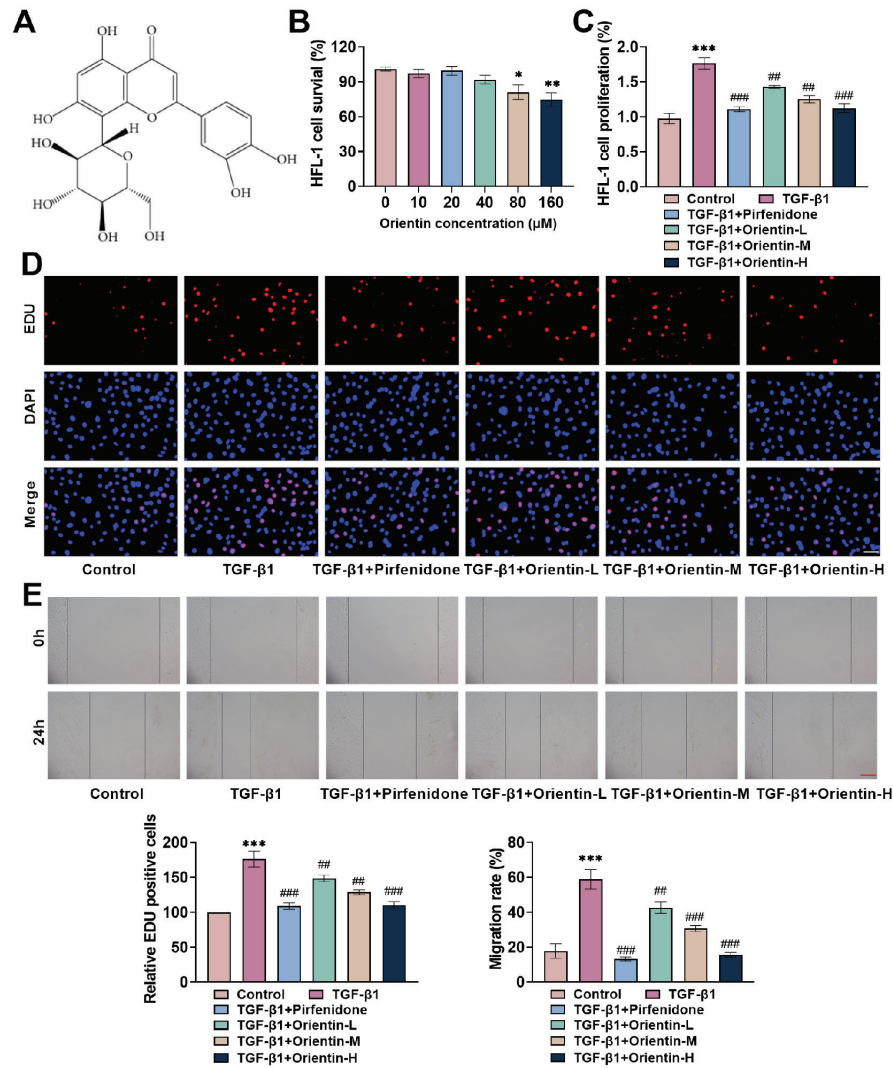 A
OH
O
HO
O
H
HO
O
OH
OH
HO
OH
OH
B
HFL-1 cell survial (%)
120
90
60
30
0
*
**
0 10 20 40 80 160
Orientin concentration (μM)
C
HFL-1 cell proliferation (%)
2.0
1.5
1.0
0.5
0.0
***
###
##
##
###
Control TGF-β1
TGF-β1+Pirfenidone
TGF-β1+Orientin-L
TGF-β1+Orientin-M
TGF-β1+Orientin-H
D
EDU
DAPI
Merge
Control TGF-β1 TGF-β1+Pirfenidone TGF-β1+Orientin-L TGF-β1+Orientin-M TGF-β1+Orientin-H
E
0h
24h
Control TGF-β1 TGF-β1+Pirfenidone TGF-β1+Orientin-L TGF-β1+Orientin-M TGF-β1+Orientin-H
Relative EDU positive cells
200
150
100
50
0
***
###
##
##
###
Control TGF-β1
TGF-β1+Pirfenidone
TGF-β1+Orientin-L
TGF-β1+Orientin-M
TGF-β1+Orientin-H
Migration rate (%)
80
60
40
20
0
***
###
##
###
###
Control TGF-β1
TGF-β1+Pirfenidone
TGF-β1+Orientin-L
TGF-β1+Orientin-M
TGF-β1+Orientin-H